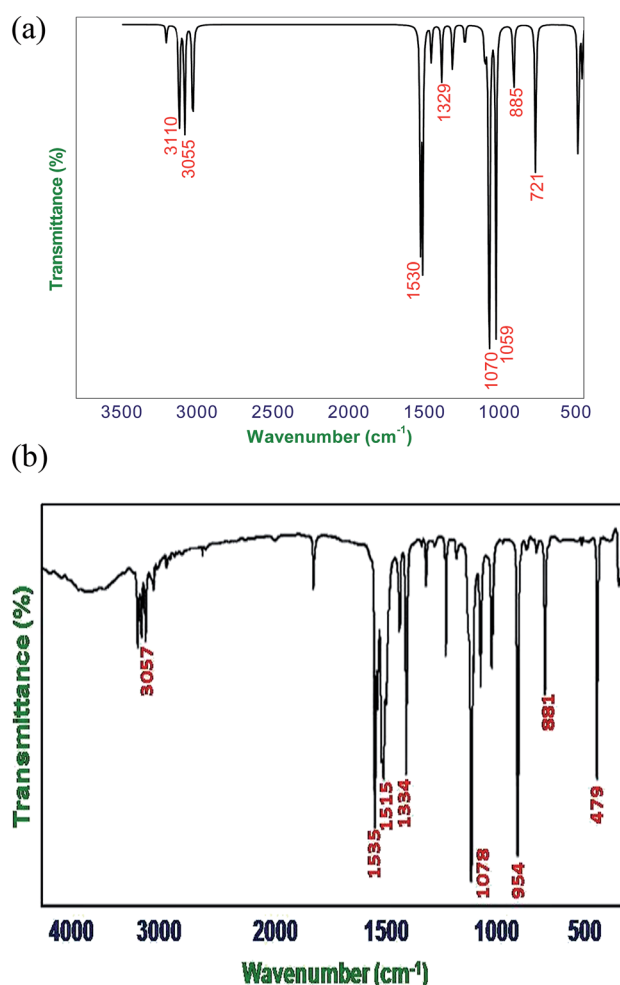 (a)
Transmittance (%)
3110
3055
1530
1329
1070
1059
885
721
3500 3000 2500 2000 1500 1000 500
Wavenumber (cm-1)
(b)
Transmittance (%)
3057
1535
1515
1334
1078
954
881
479
4000 3000 2000 1500 1000 500
Wavenumber (cm-1)